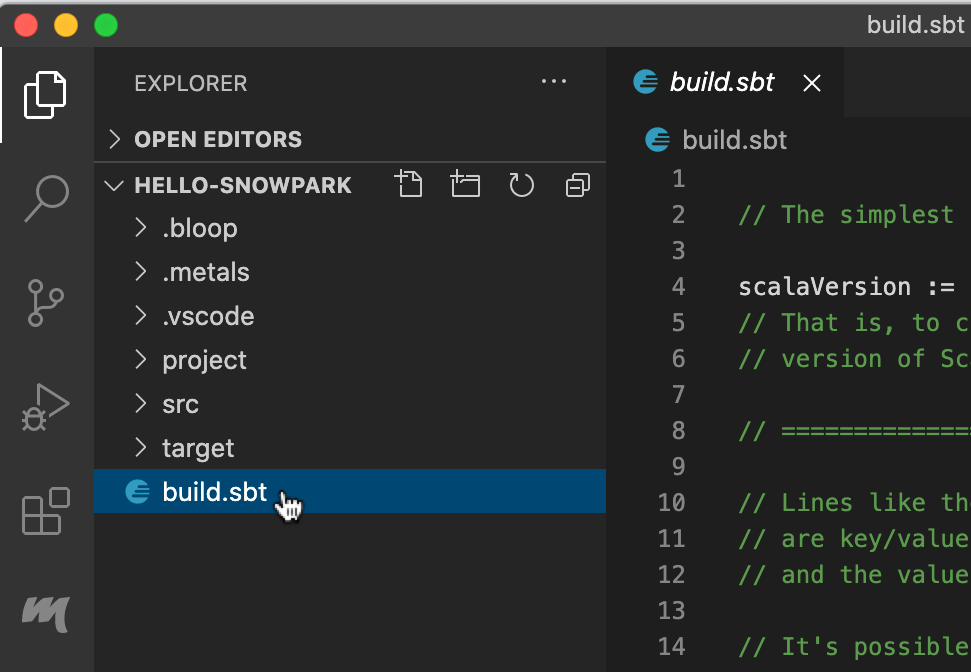 build.sbt
EXPLORER
OPEN EDITORS
HELLO-SNOWPARK
.bloop
.metals
.vscode
project
src
target
build.sbt
build.sbt
build.sbt
1
2 // The simplest
3
4 scalaVersion :=
5 // That is, to c
6 // version of Sc
7
8 // =============
9
10 // Lines like th
11 // are key/value
12 // and the value
13
14 // It's possible